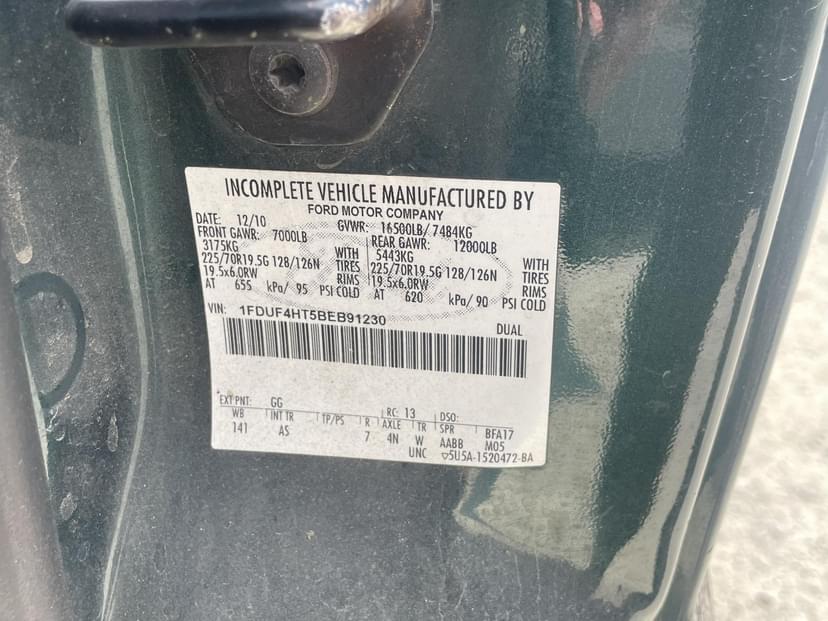 INCOMPLETE VEHICLE MANUFACTURED BY
FORD MOTOR COMPANY
DATE: 12/10 GVWR: 16500LB/ 7484KG
FRONT GAWR: 7000LB REAR GAWR: 12000LB
3175KG WITH 5443KG WITH
225/70R19.5G 128/126N TIRES 225/70R19.5G 128/126N TIRES
19.5x6.0RW RIMS 19.5x6.0RW RIMS
AT 655 kPa/ 95 PSI COLD AT 620 kPa/ 90 PSI COLD
VIN: 1FDUF4HT5BEB91230 DUAL
EXT PNT: GG RC: 13 DSO:
WB INT TR TP/PS R AXLE TR SPR BFA17
141 AS 7 4N W AABB M05
UNC ▽5U5A-1520472-BA